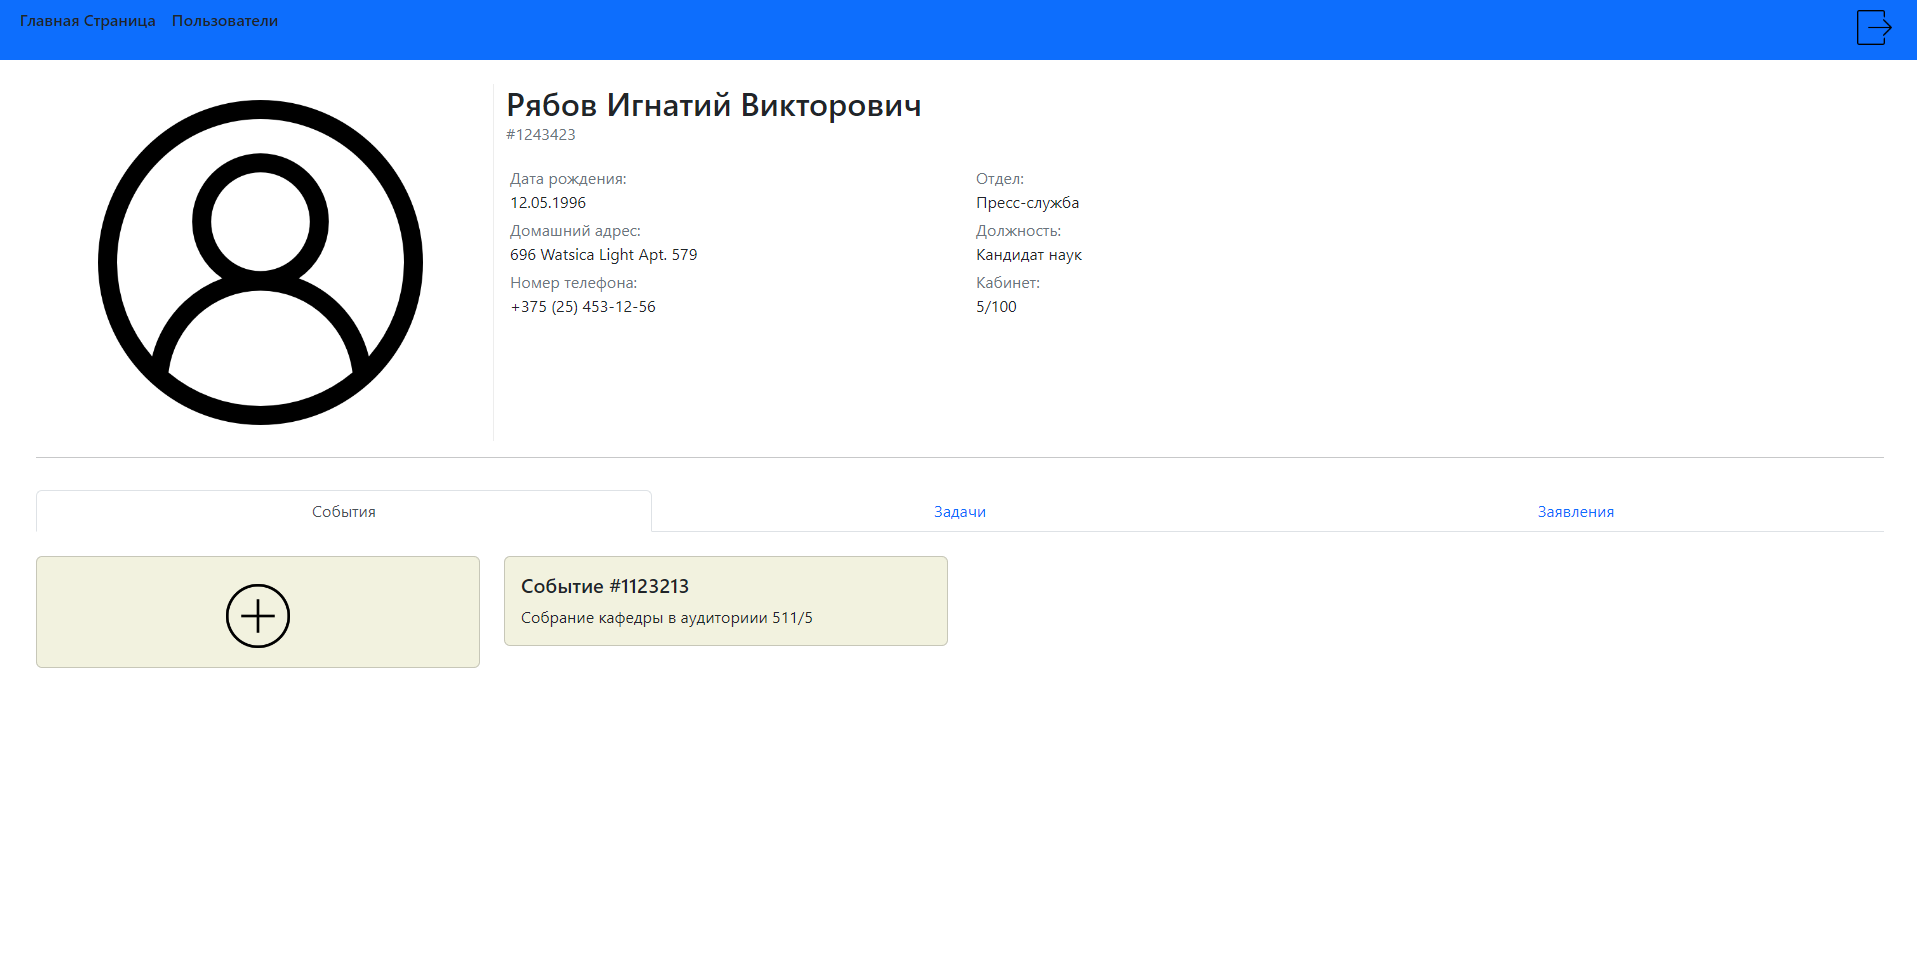 Главная Страница Пользователи
Рябов Игнатий Викторович
#1243423
Дата рождения:
12.05.1996
Домашний адрес:
696 Watsica Light Apt. 579
Номер телефона:
+375 (25) 453-12-56
Отдел:
Пресс-служба
Должность:
Кандидат наук
Кабинет:
5/100
События
Задачи
Заявления
Событие #1123213
Собрание кафедры в аудиториии 511/5